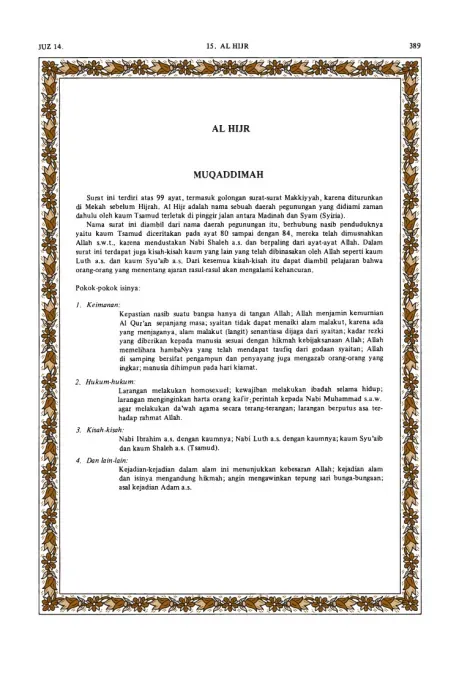 JUZ 14. 15. AL HIJR 389
AL HIJR
MUQADDIMAH
Surat ini terdiri atas 99 ayat, termasuk golongan surat-surat Makkiyyah, karena diturunkan
di Mekah sebelum Hijrah. Al Hijr adalah nama sebuah daerah pegunungan yang didiami zaman
dahulu oleh kaum Tsamud terletak di pinggir jalan antara Madinah dan Syam (Syiria).
Nama surat ini diambil dari nama daerah pegunungan itu, berhubung nasib penduduknya
yaitu kaum Tsamud diceritakan pada ayat 80 sampai dengan 84, mereka telah dimusnahkan
Allah s.w.t., karena mendustakan Nabi Shaleh a.s. dan berpaling dari ayat-ayat Allah. Dalam
surat ini terdapat juga kisah-kisah kaum yang lain yang telah dibinasakan oleh Allah seperti kaum
Luth a.s. dan kaum Syu'aib a.s. Dari kesemua kisah-kisah itu dapat diambil pelajaran bahwa
orang-orang yang menentang ajaran rasul-rasul akan mengalami kehancuran.
Pokok-pokok isinya:
1. Keimanan:
Kepastian nasib suatu bangsa hanya di tangan Allah; Allah menjamin kemurnian
Al Qur'an sepanjang masa; syaitan tidak dapat menaiki alam malakut, karena ada
yang menjaganya, alam malakut (langit) senantiasa dijaga dari syaitan; kadar rezki
yang diberikan kepada manusia sesuai dengan hikmah kebijaksanaan Allah; Allah
memelihara hambaNya yang telah mendapat taufiq dari godaan syaitan; Allah
di samping bersifat pengampun dan penyayang juga mengazab orang-orang yang
ingkar; manusia dihimpun pada hari kiamat.
2. Hukum-hukum:
Larangan melakukan homosexuel; kewajiban melakukan ibadah selama hidup;
larangan menginginkan harta orang kafir; perintah kepada Nabi Muhammad s.a.w.
agar melakukan da'wah agama secara terang-terangan; larangan berputus asa ter-
hadap rahmat Allah.
3. Kisah-kisah:
Nabi Ibrahim a.s. dengan kaumnya; Nabi Luth a.s. dengan kaumnya; kaum Syu'aib
dan kaum Shaleh a.s. (Tsamud).
4. Dan lain-lain:
Kejadian-kejadian dalam alam ini menunjukkan kebesaran Allah; kejadian alam
dan isinya mengandung hikmah; angin mengawinkan tepung sari bunga-bungaan;
asal kejadian Adam a.s.